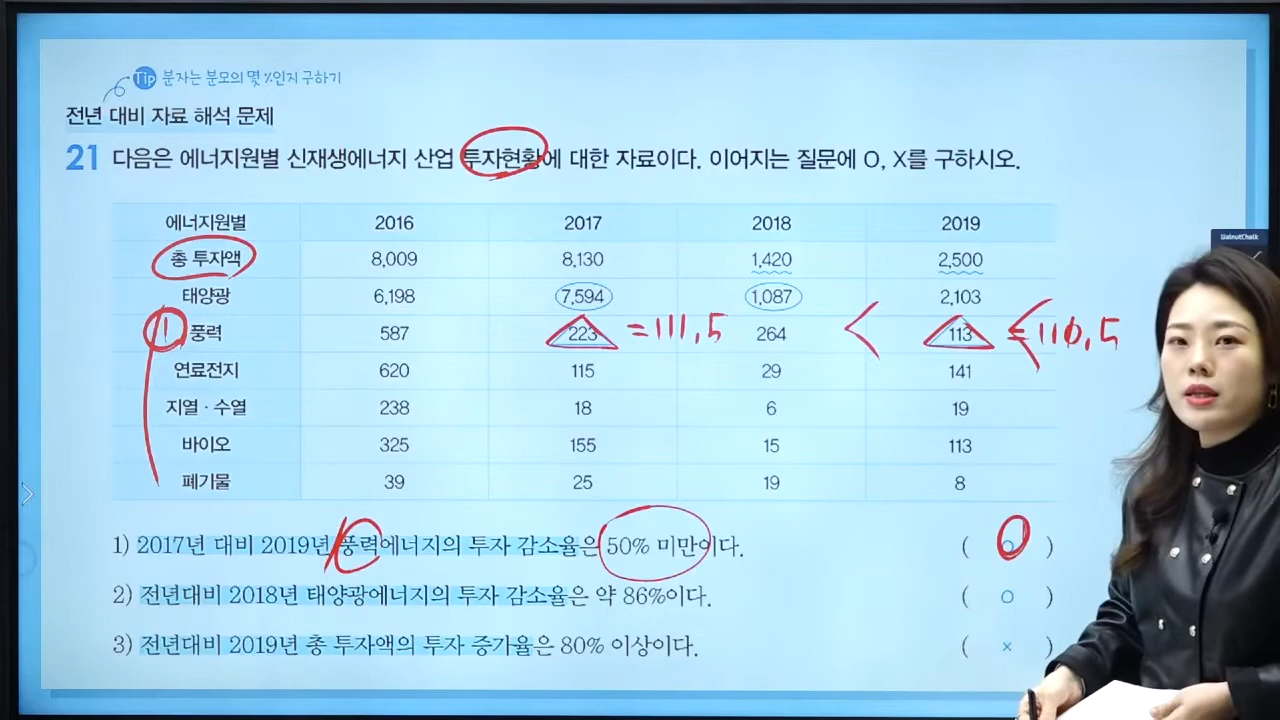 Tip 분자는 분모의 몇 %인지 구하기
전년 대비 자료 해석 문제
21 다음은 에너지원별 신재생에너지 산업 투자현황에 대한 자료이다. 이어지는 질문에 O, X를 구하시오.
WalnutChalk
에너지원별 2016 2017 2018 2019
총 투자액 8,009 8,130 1,420 2,500
태양광 6,198 7,594 1,087 2,103
풍력 587 223 =111,5 264 < 113 =110,5
연료전지 620 115 29 141
지열·수열 238 18 6 19
바이오 325 155 15 113
폐기물 39 25 19 8
1) 2017년 대비 2019년 풍력에너지의 투자 감소율은 50% 미만이다. ( ○ )
2) 전년대비 2018년 태양광에너지의 투자 감소율은 약 86%이다. ( ○ )
3) 전년대비 2019년 총 투자액의 투자 증가율은 80% 이상이다. ( × )